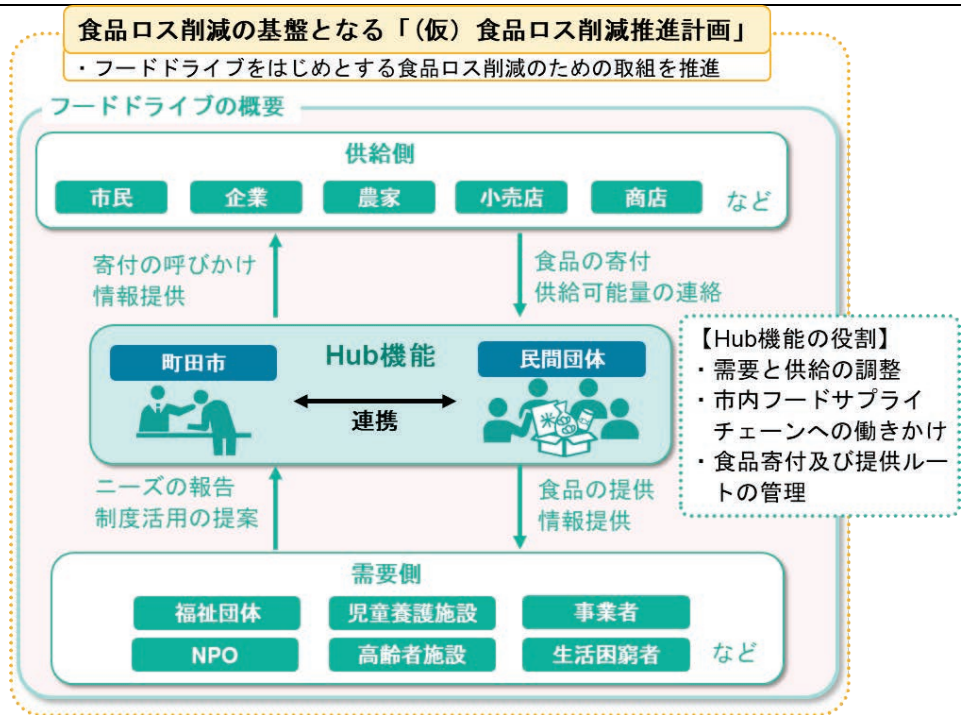 食品ロス削減の基盤となる「(仮) 食品ロス削減推進計画」
・フードドライブをはじめとする食品ロス削減のための取組を推進
フードドライブの概要
供給側
市民 企業 農家 小売店 商店 など
寄付の呼びかけ
情報提供
食品の寄付
供給可能量の連絡
Hub機能
町田市
民間団体
連携
米
【Hub機能の役割】
・需要と供給の調整
・市内フードサプライ
チェーンへの働きかけ
・食品寄付及び提供ルー
トの管理
ニーズの報告
制度活用の提案
食品の提供
情報提供
需要側
福祉団体 児童養護施設 事業者
NPO 高齢者施設 生活困窮者 など